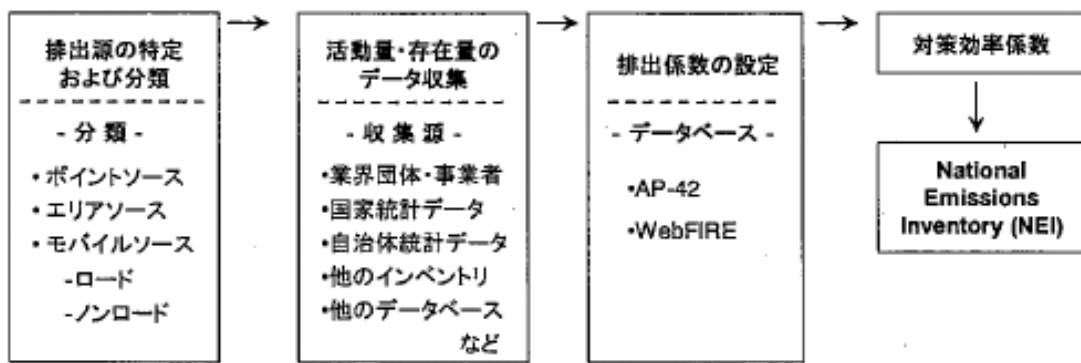 排出源の特定
および分類
- 分 類 -
•ポイントソース
•エリアソース
•モバイルソース
-ロード
-ノンロード
→
活動量・存在量の
データ収集
- 収 集 源 -
•業界団体・事業者
•国家統計データ
•自治体統計データ
•他のインベントリ
•他のデータベース
など
→
排出係数の設定
- データベース -
•AP-42
•WebFIRE
→
対策効率係数
↓
National
Emissions
Inventory (NEI)